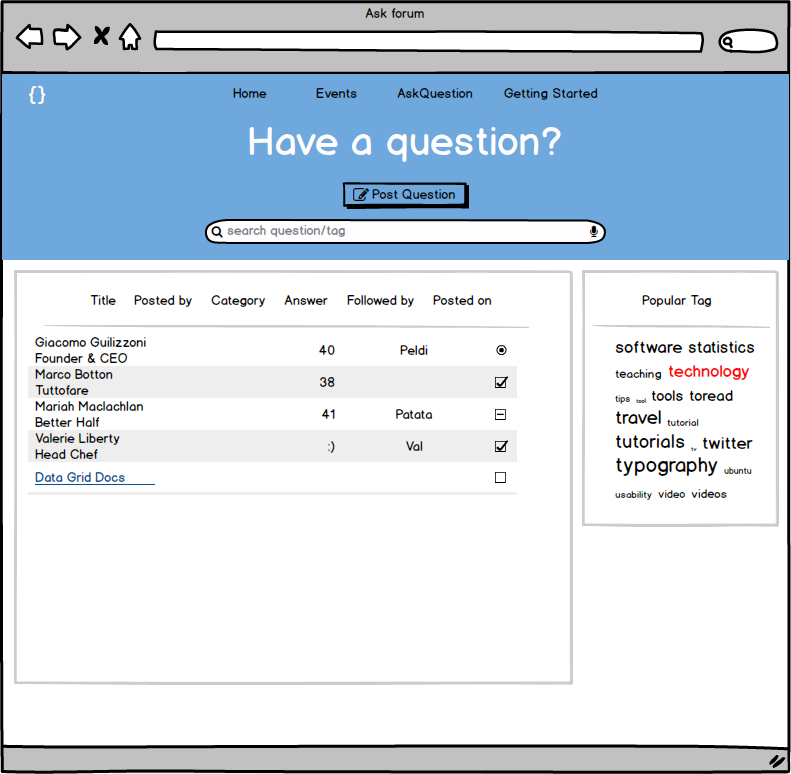 Ask forum
{}
Home Events AskQuestion Getting Started
Have a question?
Post Question
search question/tag
Title Posted by Category Answer Followed by Posted on
Giacomo Guilizzoni
Founder & CEO
40 Peldi
Marco Botton
Tuttofare
38
Mariah Maclachlan
Better Half
41 Patata
Valerie Liberty
Head Chef
:) Val
Data Grid Docs
Popular Tag
software statistics
teaching technology
tips tool tools toread
travel tutorial
tutorials tv twitter
typography ubuntu
usability video videos